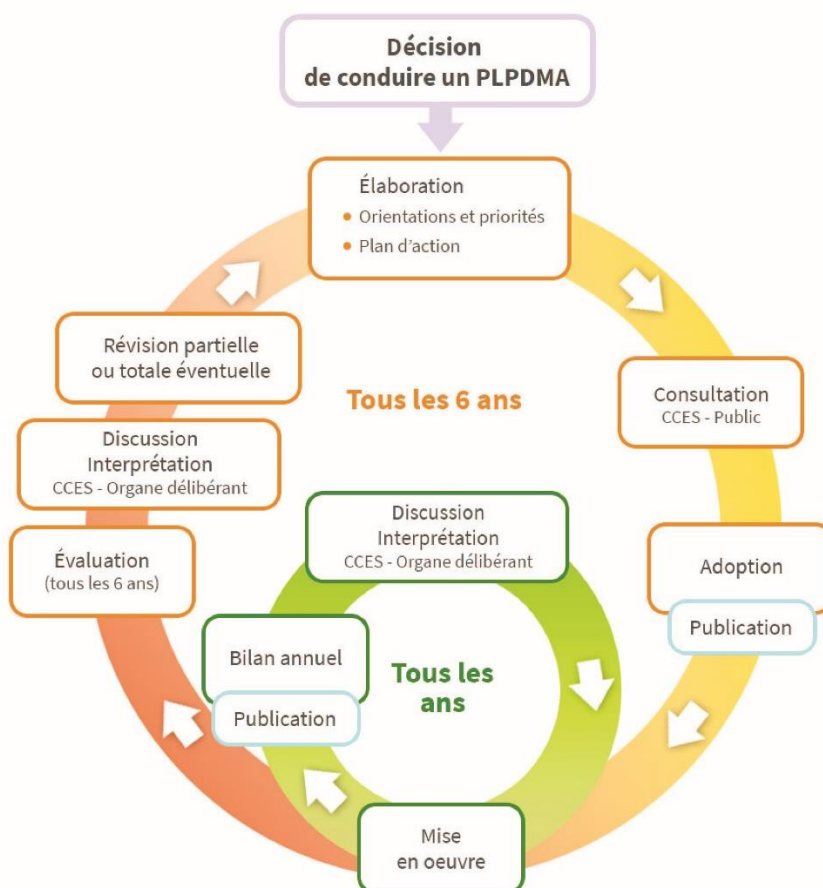 Décision
de conduire un PLPDMA
Élaboration
• Orientations et priorités
• Plan d’action
Révision partielle
ou totale éventuelle
Tous les 6 ans
Consultation
CCES - Public
Discussion
Interprétation
CCES - Organe délibérant
Discussion
Interprétation
CCES - Organe délibérant
Évaluation
(tous les 6 ans)
Adoption
Publication
Bilan annuel
Publication
Tous les
ans
Mise
en oeuvre